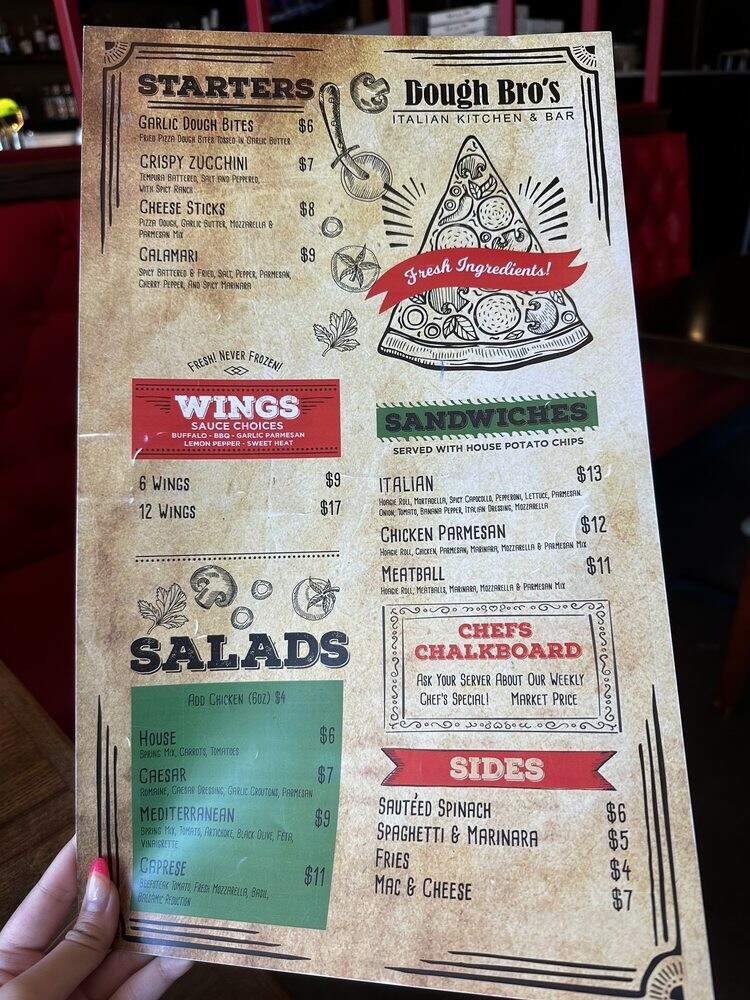 STARTERS
GARLIC DOUGH BITES $6
FRIED PIZZA DOUGH BITES TOSSED IN GARLIC BUTTER
CRISPY ZUCCHINI $7
TEMPURA BATTERED, SALT AND PEPPERED,
WITH SPICY RANCH
CHEESE STICKS $8
PIZZA DOUGH, GARLIC BUTTER, MOZZARELLA &
PARMESAN MIX
CALAMARI $9
SPICY BATTERED & FRIED, SALT, PEPPER, PARMESAN,
CHERRY PEPPER, AND SPICY MARINARA
Dough Bro's
ITALIAN KITCHEN & BAR
Fresh Ingredients!
FRESH! NEVER FROZEN!
WINGS
SAUCE CHOICES
BUFFALO - BBQ - GARLIC PARMESAN
LEMON PEPPER - SWEET HEAT
6 WINGS $9
12 WINGS $17
SALADS
ADD CHICKEN (6OZ) $4
HOUSE $6
SPRING MIX, CARROTS, TOMATOES
CAESAR $7
ROMAINE, CAESAR DRESSING, GARLIC CROUTONS, PARMESAN
MEDITERRANEAN $9
SPRING MIX, TOMATO, ARTICHOKE, BLACK OLIVE, FETA,
VINAIGRETTE
CAPRESE $11
BEEFSTEAK TOMATO, FRESH MOZZARELLA, BASIL,
BALSAMIC REDUCTION
SANDWICHES
SERVED WITH HOUSE POTATO CHIPS
ITALIAN $13
HOAGIE ROLL, MORTADELLA, SPICY CAPOCOLLO, PEPPERONI, LETTUCE, PARMESAN,
ONION, TOMATO, BANANA PEPPER, ITALIAN DRESSING, MOZZARELLA
CHICKEN PARMESAN $12
HOAGIE ROLL, CHICKEN, PARMESAN, MARINARA, MOZZARELLA & PARMESAN MIX
MEATBALL $11
HOAGIE ROLL, MEATBALLS, MARINARA, MOZZARELLA & PARMESAN MIX
CHEFS
CHALKBOARD
ASK YOUR SERVER ABOUT OUR WEEKLY
CHEF'S SPECIAL! MARKET PRICE
SIDES
SAUTÉED SPINACH $6
SPAGHETTI & MARINARA $5
FRIES $4
MAC & CHEESE $7